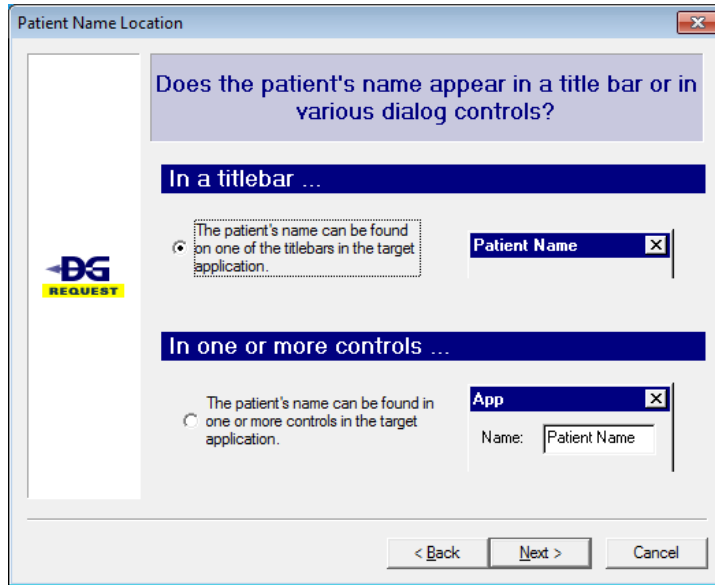 Patient Name Location
Does the patient's name appear in a title bar or in
various dialog controls?
In a titlebar ...
The patient's name can be found
on one of the titlebars in the target
application.
Patient Name
DG
REQUEST
In one or more controls ...
The patient's name can be found in
one or more controls in the target
application.
App
Name: Patient Name
< Back Next > Cancel